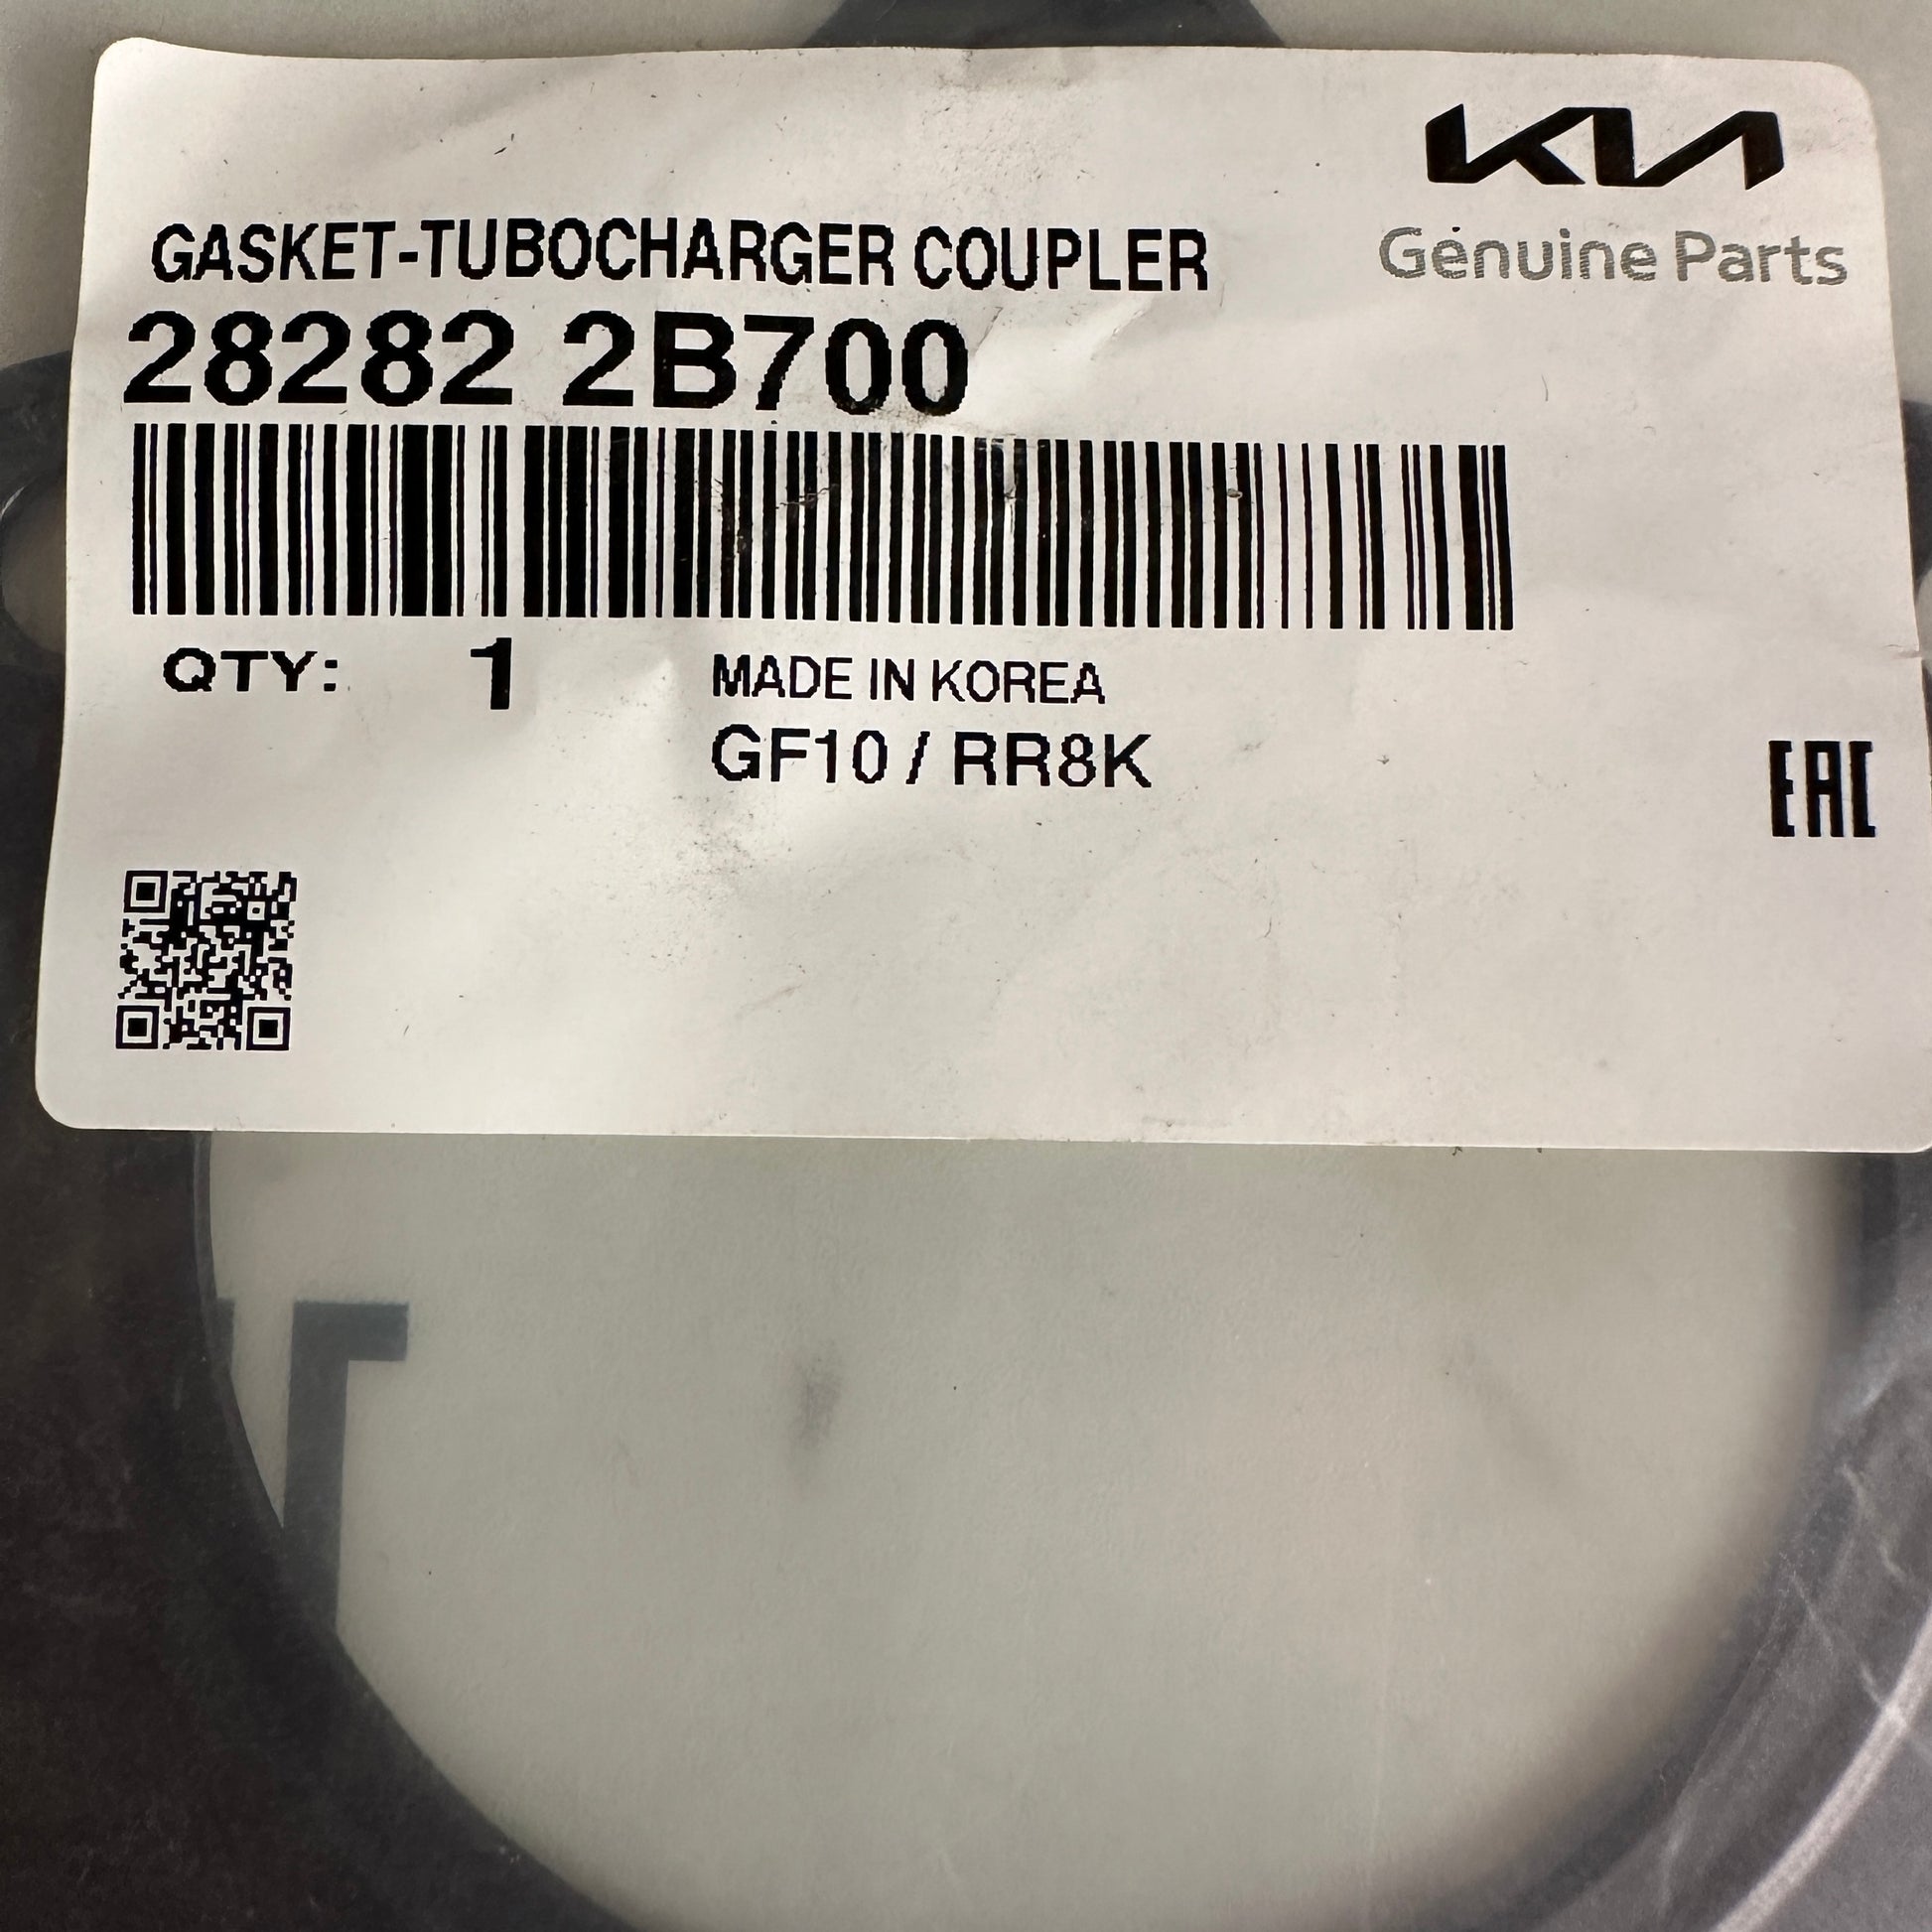 KIA
Genuine Parts
GASKET-TUBOCHARGER COUPLER
28282 2B700
QTY: 1
MADE IN KOREA
GF10 / RR8K
EAC